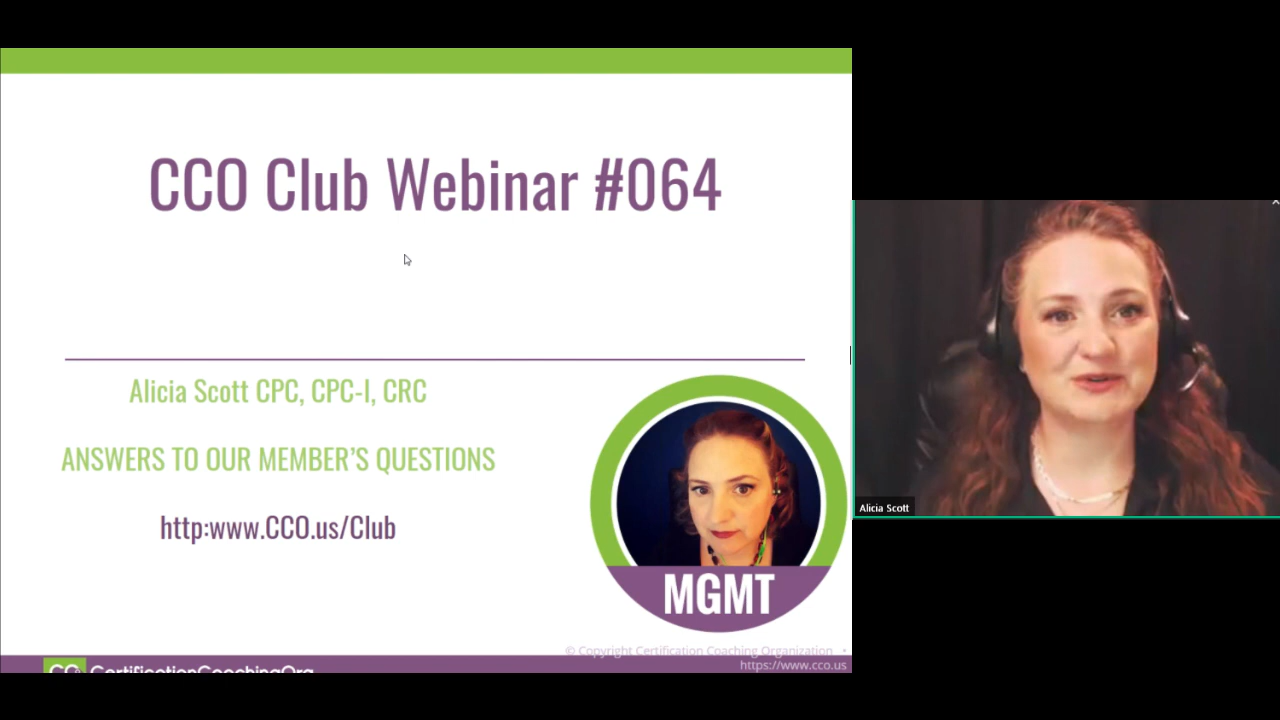 CCO Club Webinar #064
Alicia Scott CPC, CPC-I, CRC
ANSWERS TO OUR MEMBER'S QUESTIONS
http:www.CCO.us/Club
MGMT
© Copyright Certification Coaching Organization
https://www.cco.us
CertificationCoachingOrg
Alicia Scott